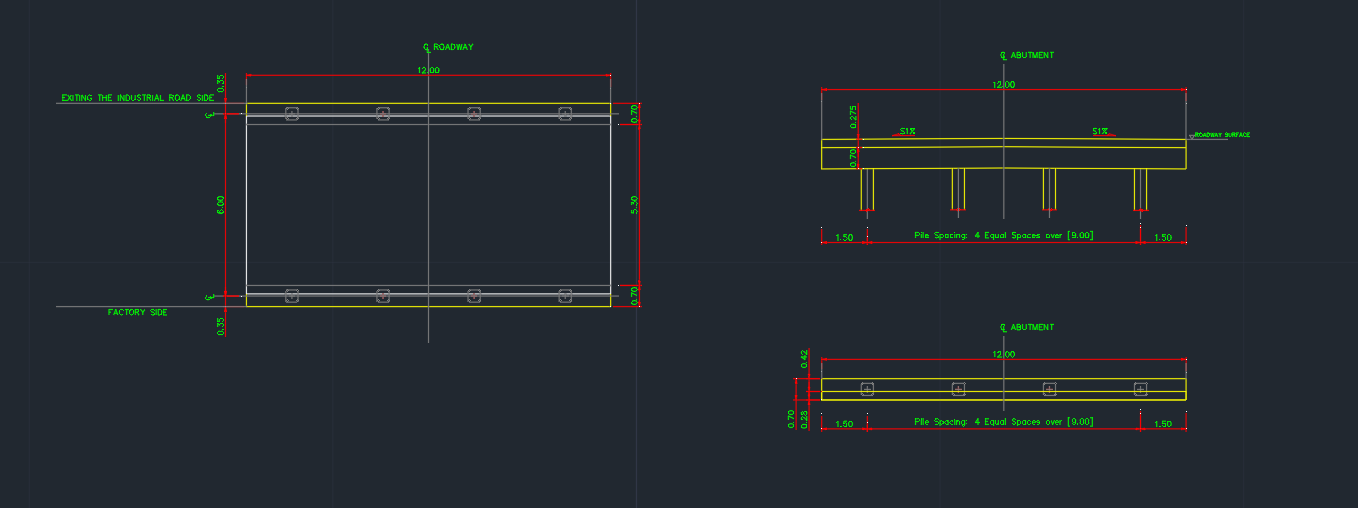 ℄ ROADWAY
12.00
0.35
EXITING THE INDUSTRIAL ROAD SIDE
℄
0.70
6.00
5.30
℄
0.70
FACTORY SIDE
0.35
℄ ABUTMENT
12.00
0.275
S1%
S1%
ROADWAY SURFACE
0.70
1.50
Pile Spacing: 4 Equal Spaces over [9.00]
1.50
℄ ABUTMENT
12.00
0.42
0.70
0.28
1.50
Pile Spacing: 4 Equal Spaces over [9.00]
1.50